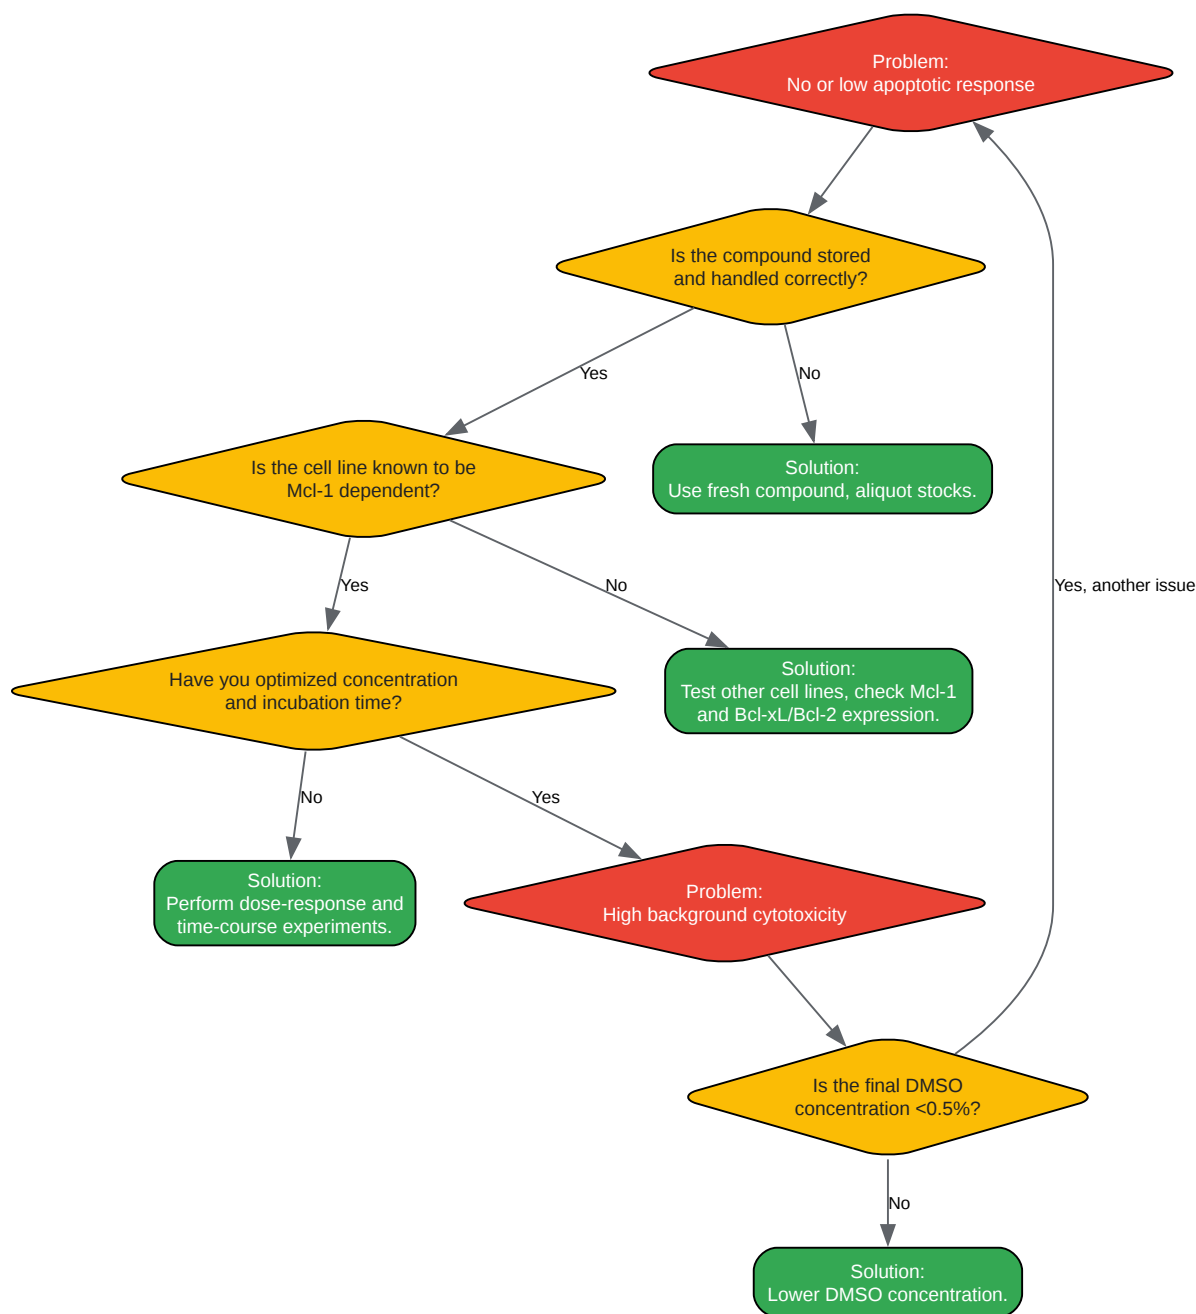 Problem:
No or low apoptotic response
Is the compound stored
and handled correctly?
Yes
No
Is the cell line known to be
Mcl-1 dependent?
Solution:
Use fresh compound, aliquot stocks.
Yes
No
Yes, another issue
Have you optimized concentration
and incubation time?
Solution:
Test other cell lines, check Mcl-1
and Bcl-xL/Bcl-2 expression.
No
Yes
Solution:
Perform dose-response and
time-course experiments.
Problem:
High background cytotoxicity
Is the final DMSO
concentration <0.5%?
No
Solution:
Lower DMSO concentration.